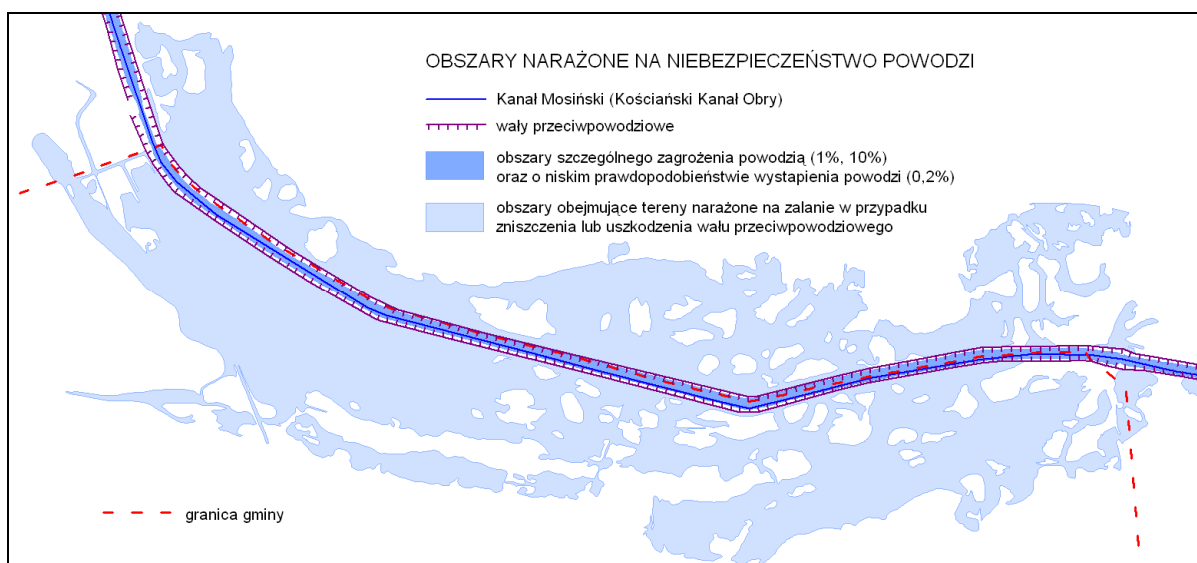 OBSZARY NARAŻONE NA NIEBEZPIECZEŃSTWO POWODZI
Kanał Mosiński (Kościański Kanał Obry)
wały przeciwpowodziowe
obszary szczególnego zagrożenia powodzią (1%, 10%)
oraz o niskim prawdopodobieństwie wystąpienia powodzi (0,2%)
obszary obejmujące tereny narażone na zalanie w przypadku
zniszczenia lub uszkodzenia wału przeciwpowodziowego
granica gminy